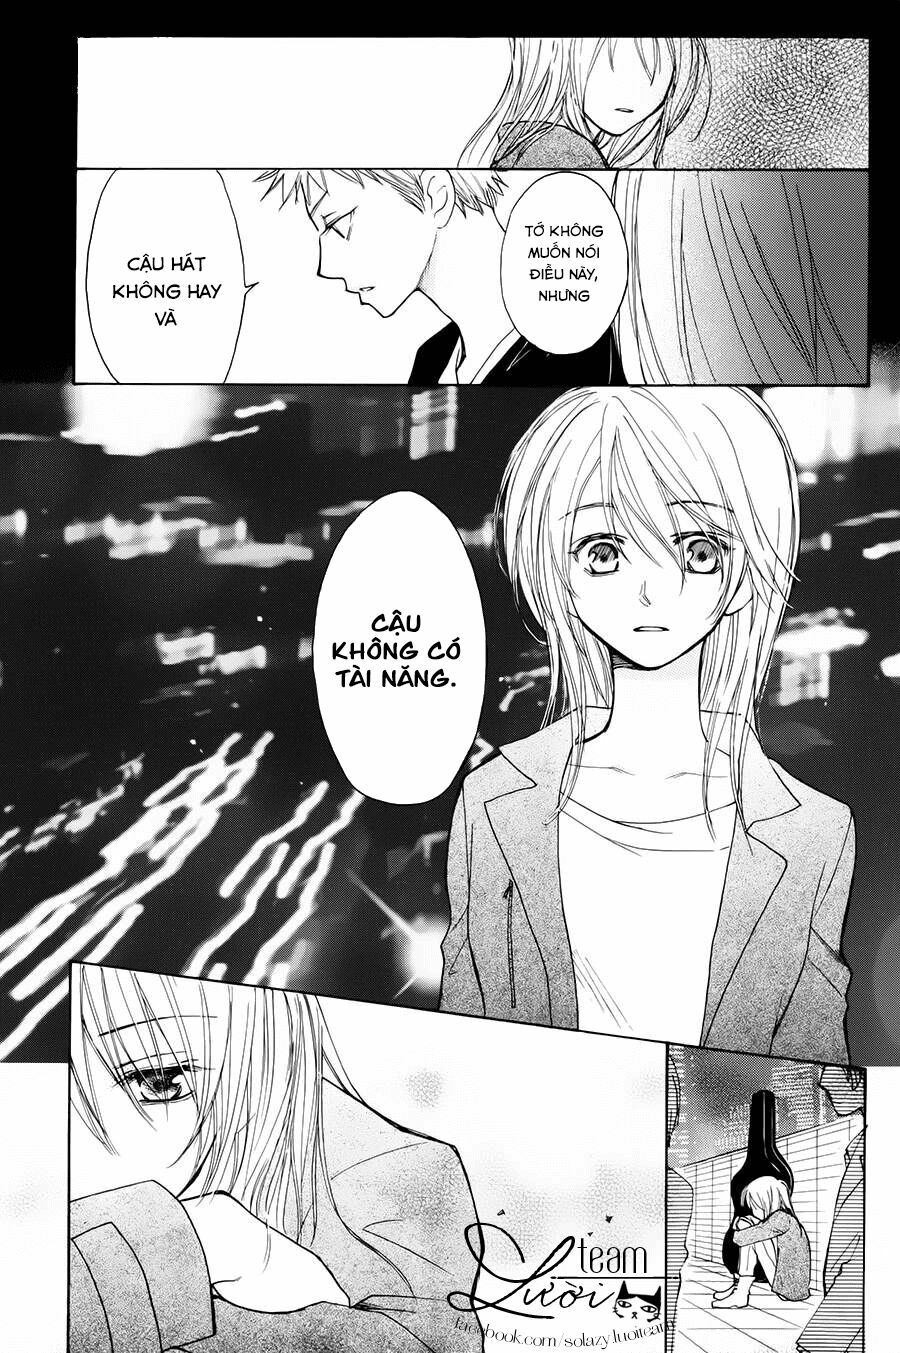 TỚ KHÔNG
MUỐN NÓI
ĐIỀU NÀY,
NHƯNG
CẬU HÁT
KHÔNG HAY
VÀ
CẬU
KHÔNG CÓ
TÀI NĂNG.
team
Lười
facebook.com/solazy.luoiteam